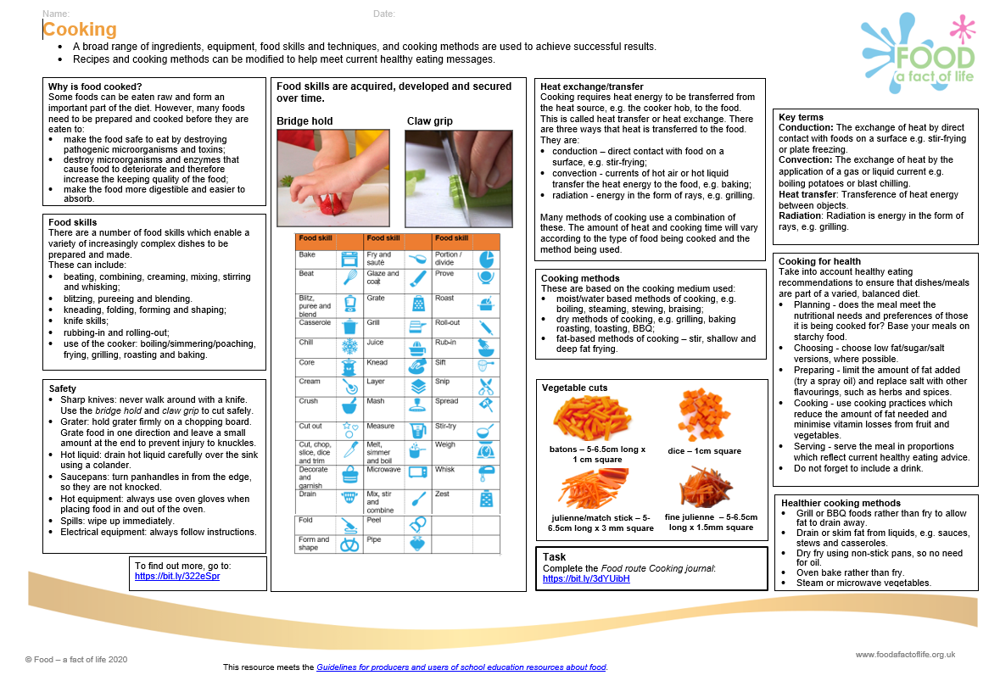 Name:
Date:
Cooking
• A broad range of ingredients, equipment, food skills and techniques, and cooking methods are used to achieve successful results.
• Recipes and cooking methods can be modified to help meet current healthy eating messages.
FOOD
a fact of life
Why is food cooked?
Some foods can be eaten raw and form an
important part of the diet. However, many foods
need to be prepared and cooked before they are
eaten to:
• make the food safe to eat by destroying
pathogenic microorganisms and toxins;
• destroy microorganisms and enzymes that
cause food to deteriorate and therefore
increase the keeping quality of the food;
• make the food more digestible and easier to
absorb.
Food skills
There are a number of food skills which enable a
variety of increasingly complex dishes to be
prepared and made.
These can include:
• beating, combining, creaming, mixing, stirring
and whisking;
• blitzing, pureeing and blending.
• kneading, folding, forming and shaping;
• knife skills;
• rubbing-in and rolling-out;
• use of the cooker: boiling/simmering/poaching,
frying, grilling, roasting and baking.
Safety
• Sharp knives: never walk around with a knife.
Use the bridge hold and claw grip to cut safely.
• Grater: hold grater firmly on a chopping board.
Grate food in one direction and leave a small
amount at the end to prevent injury to knuckles.
• Hot liquid: drain hot liquid carefully over the sink
using a colander.
• Saucepans: turn panhandles in from the edge,
so they are not knocked.
• Hot equipment: always use oven gloves when
placing food in and out of the oven.
• Spills: wipe up immediately.
• Electrical equipment: always follow instructions.
To find out more, go to:
https://bit.ly/322eSpr
Food skills are acquired, developed and secured
over time.
Bridge hold
Claw grip
Food skill Food skill Food skill
Bake
Fry and
sauté
Portion /
divide
Beat
Glaze and
coat
Prove
Blitz,
puree and
blend
Grate
Roast
Casserole
Grill
Roll-out
Chill
Juice
Rub-in
Core
Knead
Sift
Cream
Layer
Snip
Crush
Mash
Spread
Cut out
Measure
Stir-try
Cut, chop,
slice, dice
and trim
Melt,
simmer
and boil
Weigh
Decorate
and
garnish
Microwave
Whisk
Drain
Mix, stir
and
combine
Zest
Fold
Peel
Form and
shape
Pipe
Heat exchange/transfer
Cooking requires heat energy to be transferred from
the heat source, e.g. the cooker hob, to the food.
This is called heat transfer or heat exchange. There
are three ways that heat is transferred to the food.
They are:
• conduction – direct contact with food on a
surface, e.g. stir-frying;
• convection - currents of hot air or hot liquid
transfer the heat energy to the food, e.g. baking;
• radiation - energy in the form of rays, e.g. grilling.
Many methods of cooking use a combination of
these. The amount of heat and cooking time will vary
according to the type of food being cooked and the
method being used.
Cooking methods
These are based on the cooking medium used:
• moist/water based methods of cooking, e.g.
boiling, steaming, stewing, braising;
• dry methods of cooking, e.g. grilling, baking
roasting, toasting, BBQ;
• fat-based methods of cooking – stir, shallow and
deep fat frying.
Vegetable cuts
batons – 5-6.5cm long x
1 cm square
dice – 1cm square
julienne/match stick – 5-
6.5cm long x 3 mm square
fine julienne – 5-6.5cm
long x 1.5mm square
Task
Complete the Food route Cooking journal:
https://bit.ly/3dYUibH
Key terms
Conduction: The exchange of heat by direct
contact with foods on a surface e.g. stir-frying
or plate freezing.
Convection: The exchange of heat by the
application of a gas or liquid current e.g.
boiling potatoes or blast chilling.
Heat transfer: Transference of heat energy
between objects.
Radiation: Radiation is energy in the form of
rays, e.g. grilling.
Cooking for health
Take into account healthy eating
recommendations to ensure that dishes/meals
are part of a varied, balanced diet.
• Planning - does the meal meet the
nutritional needs and preferences of those
it is being cooked for? Base your meals on
starchy food.
• Choosing - choose low fat/sugar/salt
versions, where possible.
• Preparing - limit the amount of fat added
(try a spray oil) and replace salt with other
flavourings, such as herbs and spices.
• Cooking - use cooking practices which
reduce the amount of fat needed and
minimise vitamin losses from fruit and
vegetables.
• Serving - serve the meal in proportions
which reflect current healthy eating advice.
• Do not forget to include a drink.
Healthier cooking methods
• Grill or BBQ foods rather than fry to allow
fat to drain away.
• Drain or skim fat from liquids, e.g. sauces,
stews and casseroles.
• Dry fry using non-stick pans, so no need
for oil.
• Oven bake rather than fry.
• Steam or microwave vegetables.
© Food – a fact of life 2020
www.foodafactoflife.org.uk
This resource meets the Guidelines for producers and users of school education resources about food.